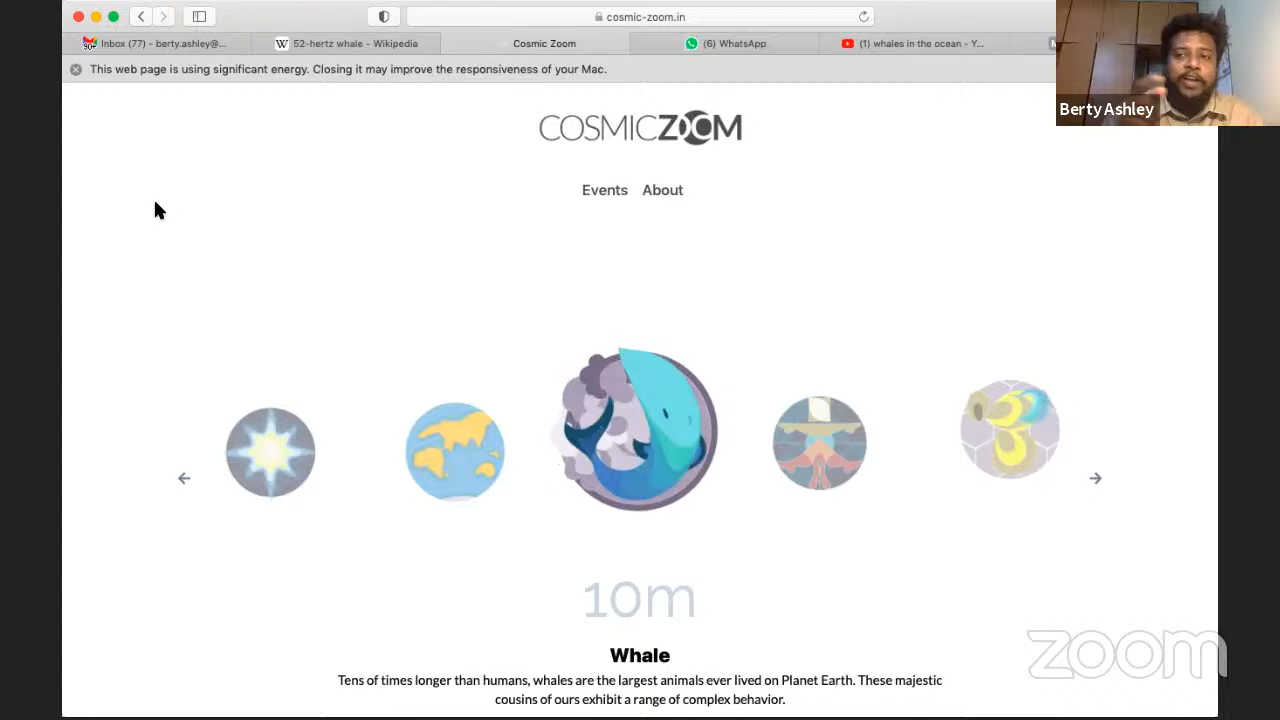 cosmic-zoom.in
Inbox (77) - berty.ashley@...
52-hertz whale - Wikipedia
Cosmic Zoom
(6) WhatsApp
(1) whales in the ocean - Y...
This web page is using significant energy. Closing it may improve the responsiveness of your Mac.
Berty Ashley
COSMICZOOM
Events About
10m
Whale
Tens of times longer than humans, whales are the largest animals ever lived on Planet Earth. These majestic
cousins of ours exhibit a range of complex behavior.
zoom